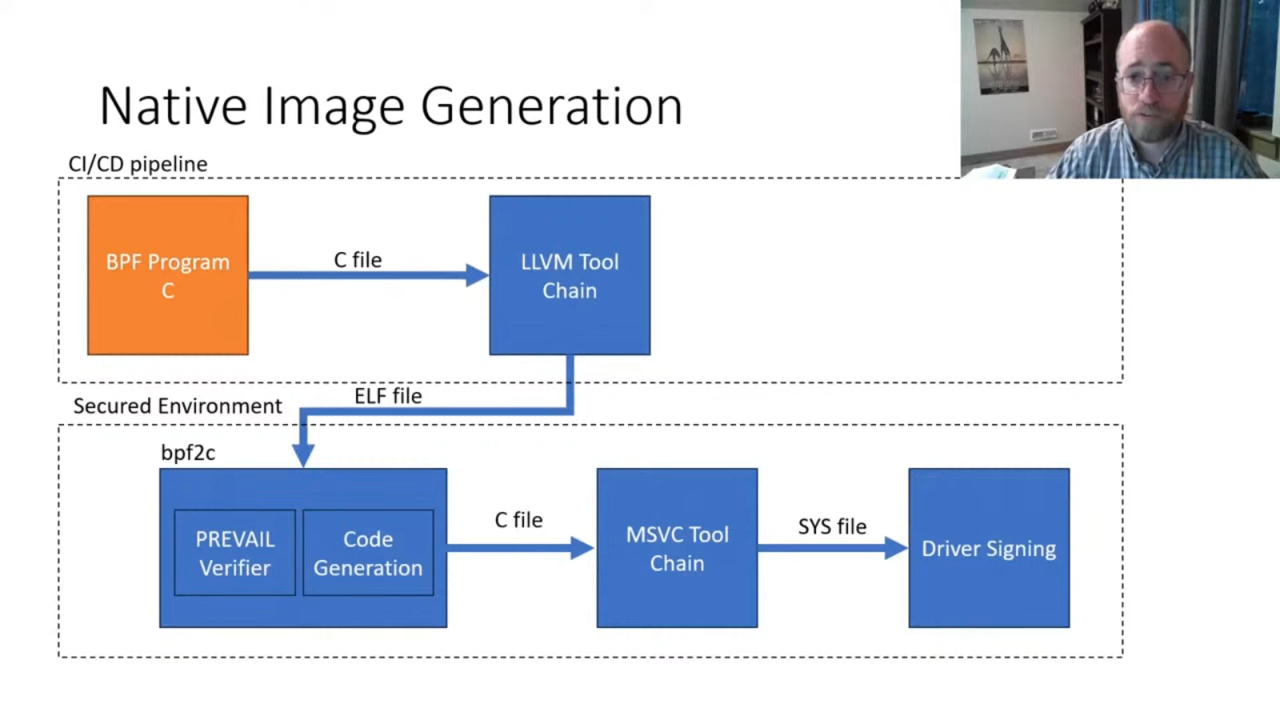 Native Image Generation
CI/CD pipeline
BPF Program
C
C file
LLVM Tool
Chain
ELF file
Secured Environment
bpf2c
PREVAIL
Verifier
Code
Generation
C file
MSVC Tool
Chain
SYS file
Driver Signing